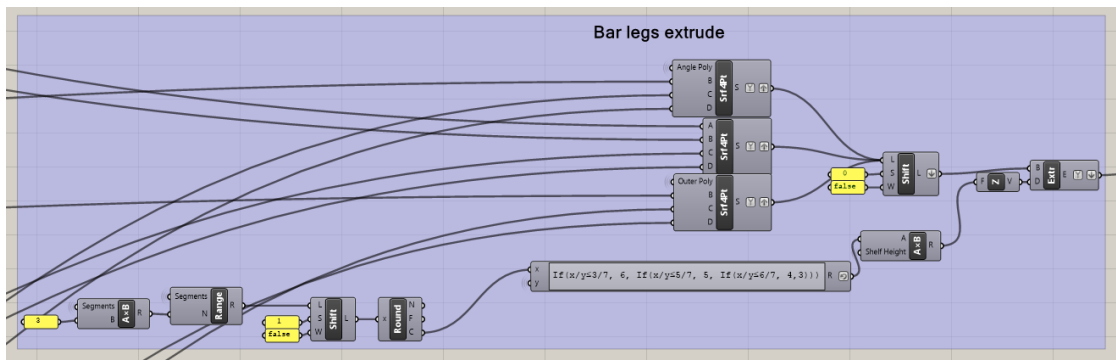 Bar legs extrude
Angle Poly
B
C
D
Srf4Pt
S
A
B
C
D
Srf4Pt
S
Outer Poly
B
C
D
Srf4Pt
S
0
false
L
S
W
Shift
L
F
Z
V
B
D
Extr
E
A
Shelf Height
A×B
R
x
y
If(x/y≤3/7, 6, If(x/y≤5/7, 5, If(x/y≤6/7, 4,3)))
R
3
Segments
B
A×B
R
Segments
N
Range
R
1
false
L
S
W
Shift
L
x
Round
N
F
C